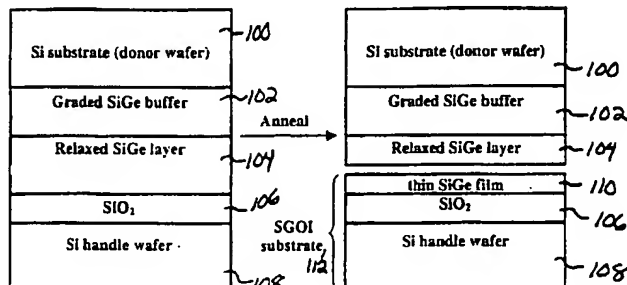 Si substrate (donor wafer)
100
Graded SiGe buffer
102
Relaxed SiGe layer
104
SiO₂
106
Si handle wafer
108
Anneal
Si substrate (donor wafer)
100
Graded SiGe buffer
102
Relaxed SiGe layer
104
thin SiGe film
110
SiO₂
106
Si handle wafer
108
SGOI
substrate
112